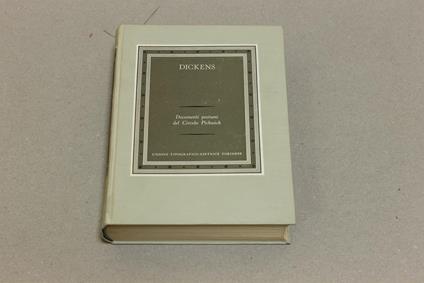 DICKENS
Documenti postumi
del Circolo Pickwick
UNIONE TIPOGRAFICO-EDITRICE TORINESE